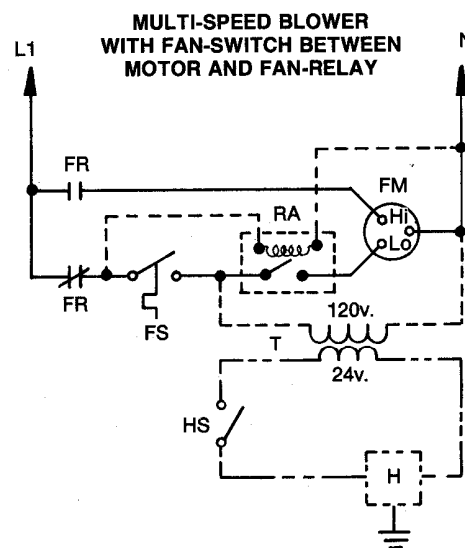 MULTI-SPEED BLOWER
WITH FAN-SWITCH BETWEEN
MOTOR AND FAN-RELAY
L1
N
FR
FM
RA
Hi
Lo
FR
FS
120v.
T
24v.
HS
H